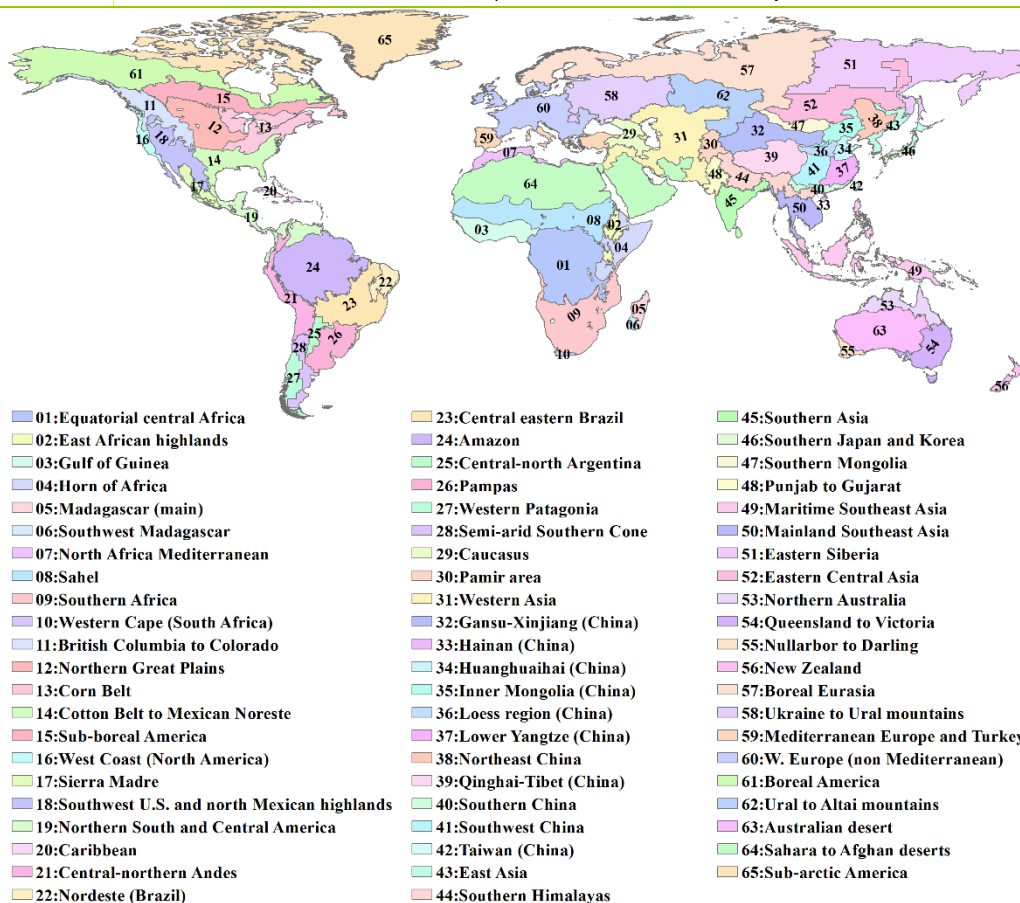 65
61
57
51
15
60
58
62
52
11
12
13
59
29
31
32
47
38
43
35
16
18
14
07
30
39
36
34
46
48
44
41
37
17
20
64
45
40
42
19
03
08
02
50
33
04
24
01
49
22
21
23
09
05
06
53
25
26
28
10
63
54
55
27
56
01:Equatorial central Africa
02:East African highlands
03:Gulf of Guinea
04:Horn of Africa
05:Madagascar (main)
06:Southwest Madagascar
07:North Africa Mediterranean
08:Sahel
09:Southern Africa
10:Western Cape (South Africa)
11:British Columbia to Colorado
12:Northern Great Plains
13:Corn Belt
14:Cotton Belt to Mexican Noreste
15:Sub-boreal America
16:West Coast (North America)
17:Sierra Madre
18:Southwest U.S. and north Mexican highlands
19:Northern South and Central America
20:Caribbean
21:Central-northern Andes
22:Nordeste (Brazil)
23:Central eastern Brazil
24:Amazon
25:Central-north Argentina
26:Pampas
27:Western Patagonia
28:Semi-arid Southern Cone
29:Caucasus
30:Pamir area
31:Western Asia
32:Gansu-Xinjiang (China)
33:Hainan (China)
34:Huanghuaihai (China)
35:Inner Mongolia (China)
36:Loess region (China)
37:Lower Yangtze (China)
38:Northeast China
39:Qinghai-Tibet (China)
40:Southern China
41:Southwest China
42:Taiwan (China)
43:East Asia
44:Southern Himalayas
45:Southern Asia
46:Southern Japan and Korea
47:Southern Mongolia
48:Punjab to Gujarat
49:Maritime Southeast Asia
50:Mainland Southeast Asia
51:Eastern Siberia
52:Eastern Central Asia
53:Northern Australia
54:Queensland to Victoria
55:Nullarbor to Darling
56:New Zealand
57:Boreal Eurasia
58:Ukraine to Ural mountains
59:Mediterranean Europe and Turkey
60:W. Europe (non Mediterranean)
61:Boreal America
62:Ural to Altai mountains
63:Australian desert
64:Sahara to Afghan deserts
65:Sub-arctic America